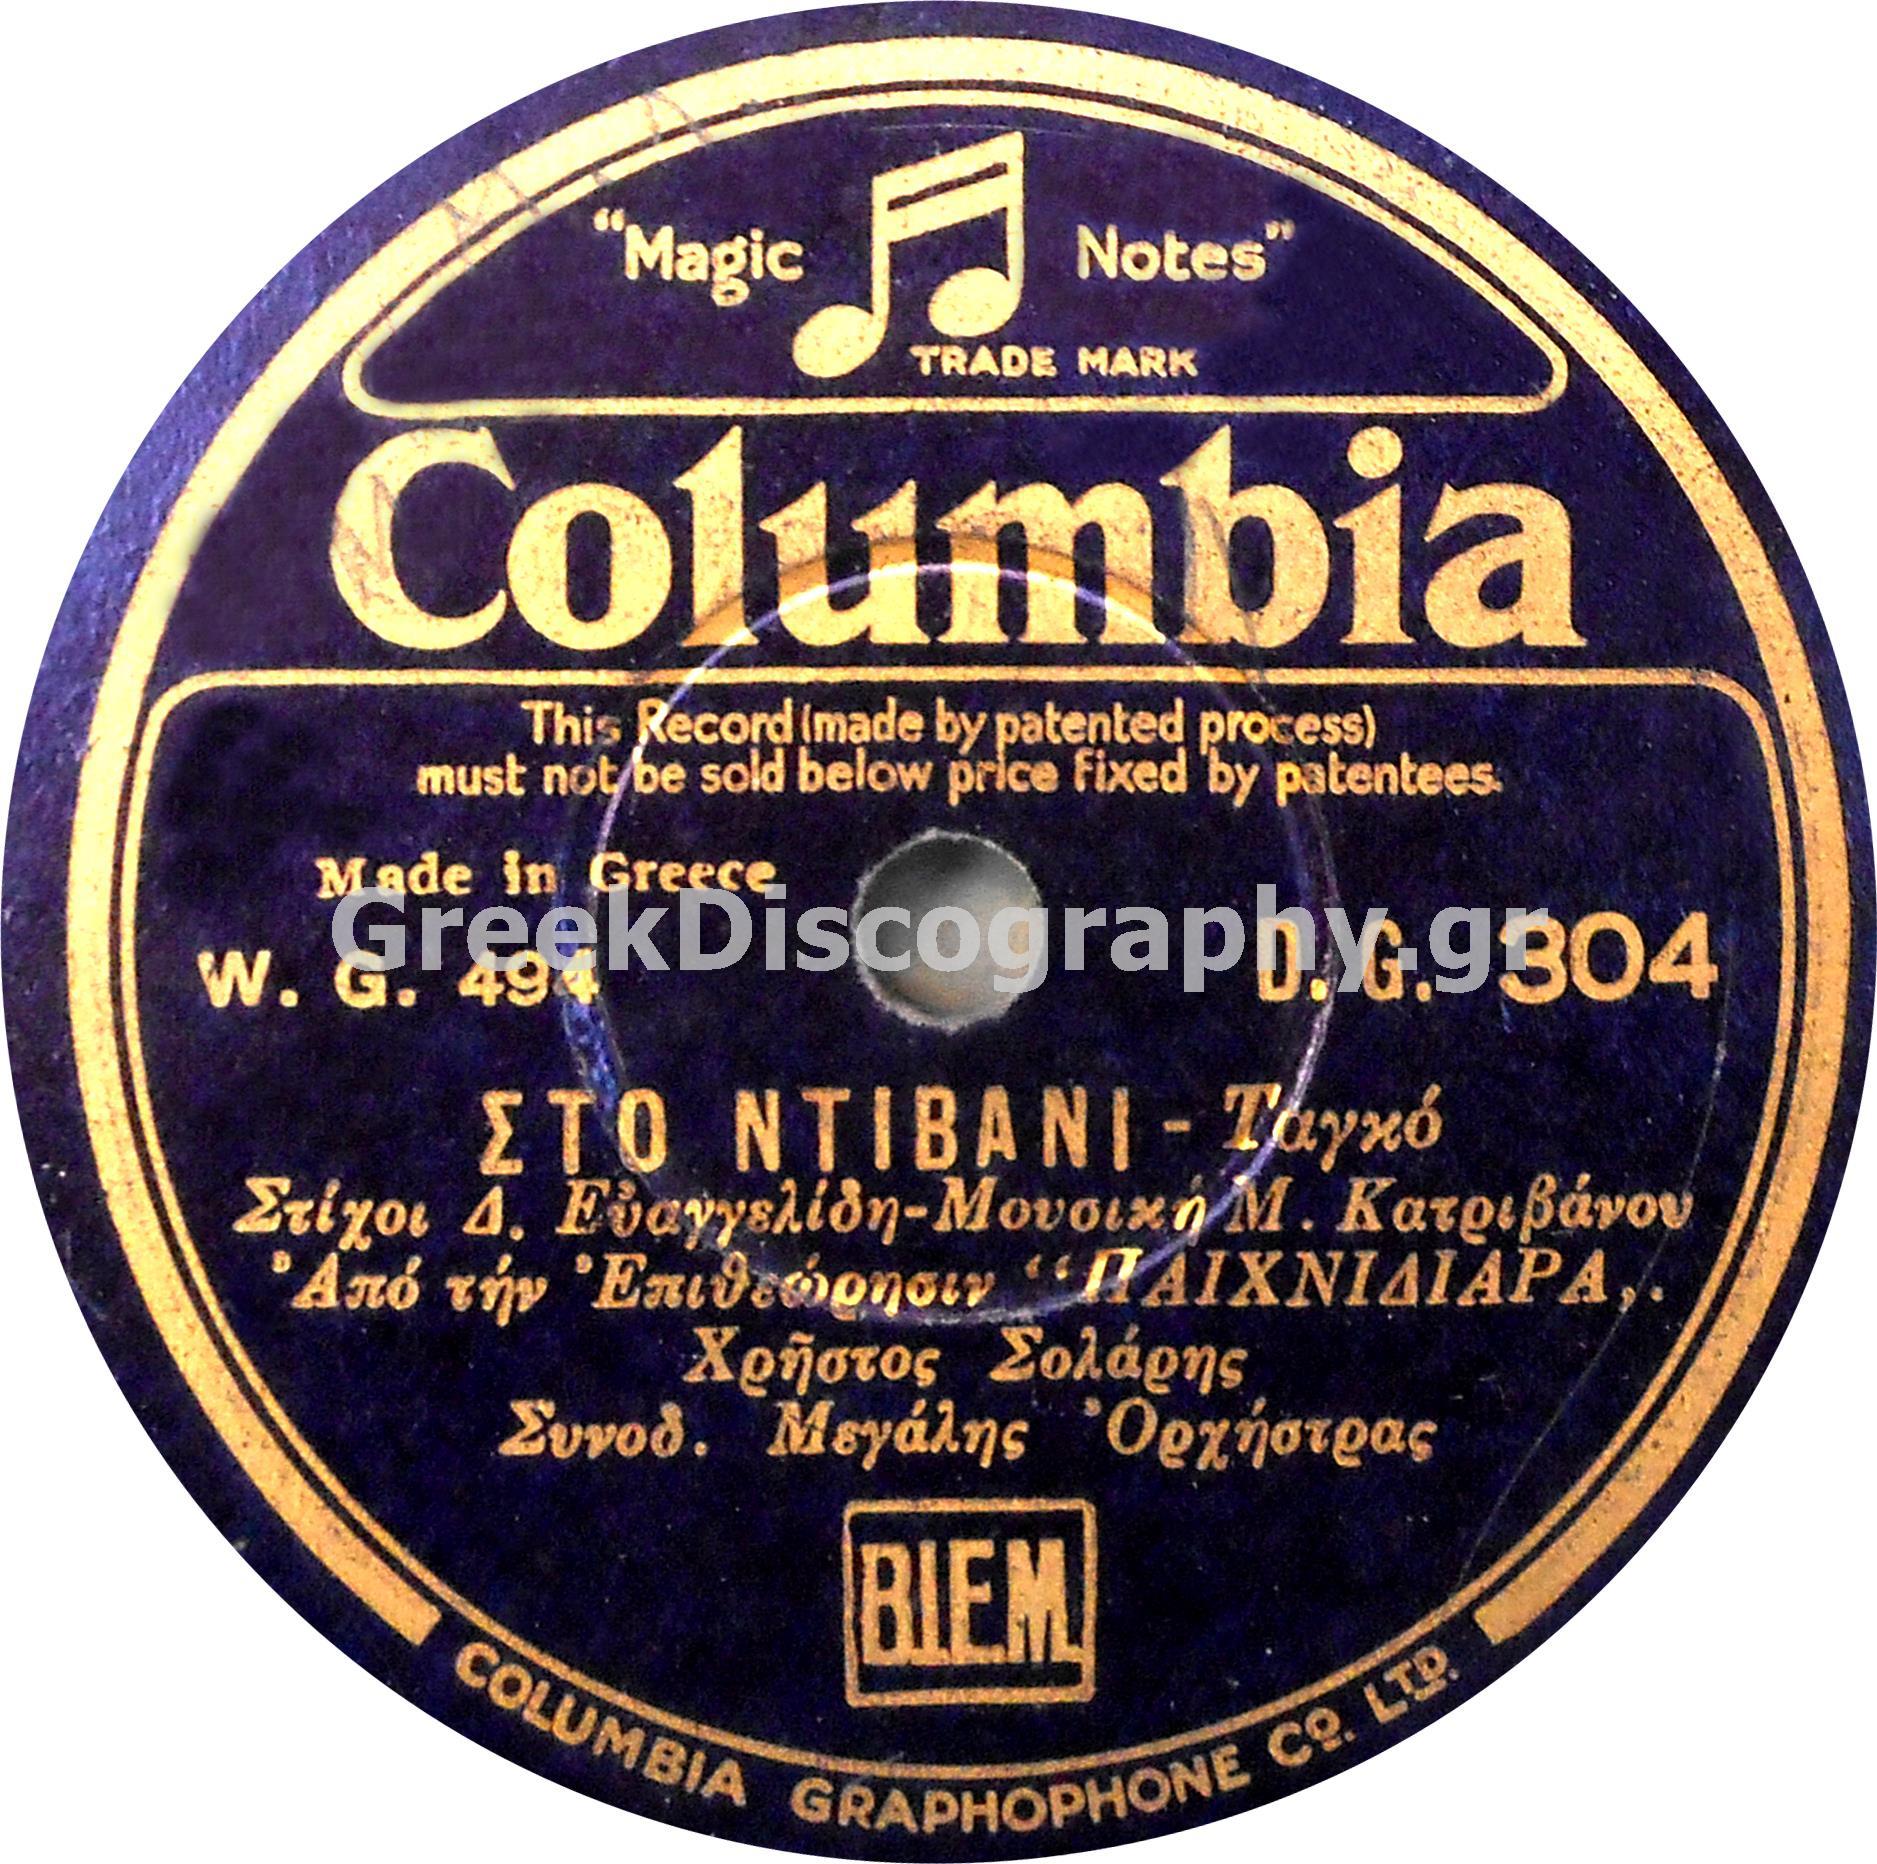 “Magic Notes”
TRADE MARK
Columbia
This Record (made by patented process)
must not be sold below price fixed by patentees.
Made in Greece
GreekDiscography.gr
W. G. 494 D. G. 304
ΣΤΟ ΝΤΙΒΑΝΙ - Ταγκό
Στίχοι Δ. Εὐαγγελίδη-Μουσική Μ. Κατριβάνου
Ἀπό τήν Ἐπιθεώρησιν “ΠΑΙΧΝΙΔΙΑΡΑ,,.
Χρῆστος Σολάρης
Συνοδ. Μεγάλης Ὀρχήστρας
B.I.E.M.
COLUMBIA GRAPHOPHONE CO. LTD.